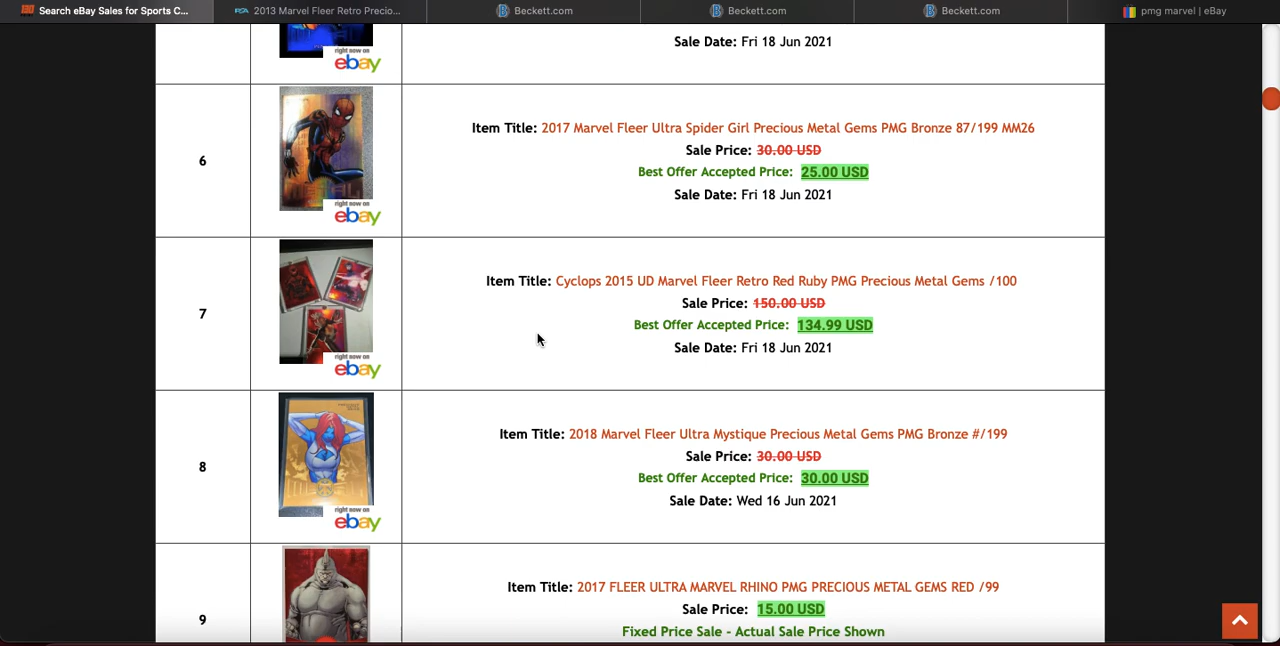 Search eBay Sales for Sports C...
PSA 2013 Marvel Fleer Retro Precio...
Beckett.com
Beckett.com
Beckett.com
pmg marvel | eBay
Sale Date: Fri 18 Jun 2021
right now on
ebay
6
Item Title: 2017 Marvel Fleer Ultra Spider Girl Precious Metal Gems PMG Bronze 87/199 MM26
Sale Price: 30.00 USD
Best Offer Accepted Price: 25.00 USD
Sale Date: Fri 18 Jun 2021
right now on
ebay
7
Item Title: Cyclops 2015 UD Marvel Fleer Retro Red Ruby PMG Precious Metal Gems /100
Sale Price: 150.00 USD
Best Offer Accepted Price: 134.99 USD
Sale Date: Fri 18 Jun 2021
right now on
ebay
8
Item Title: 2018 Marvel Fleer Ultra Mystique Precious Metal Gems PMG Bronze #/199
Sale Price: 30.00 USD
Best Offer Accepted Price: 30.00 USD
Sale Date: Wed 16 Jun 2021
right now on
ebay
9
Item Title: 2017 FLEER ULTRA MARVEL RHINO PMG PRECIOUS METAL GEMS RED /99
Sale Price: 15.00 USD
Fixed Price Sale - Actual Sale Price Shown